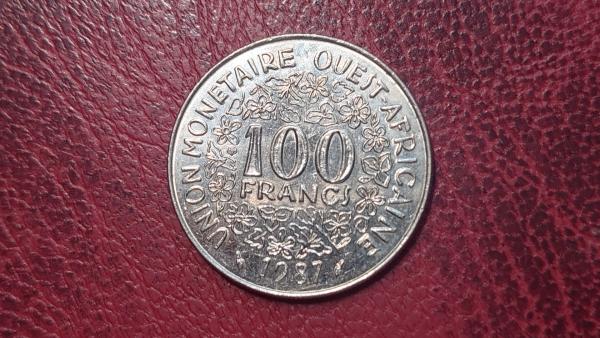 UNION MONETAIRE OUEST-AFRICAINE
100
FRANCS
1987